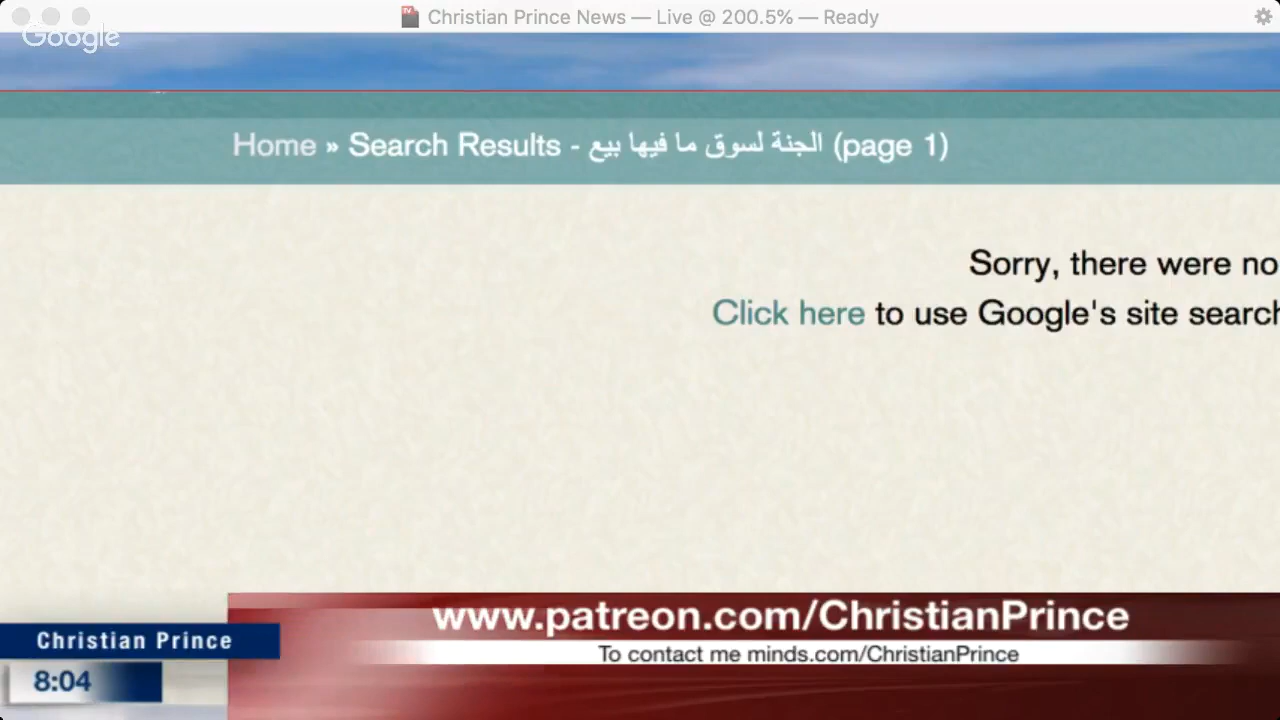 Christian Prince News — Live @ 200.5% — Ready
Google
Home » Search Results - الجنة لسوق ما فيها بيع (page 1)
Sorry, there were no
Click here to use Google's site search
www.patreon.com/ChristianPrince
Christian Prince
To contact me minds.com/ChristianPrince
8:04